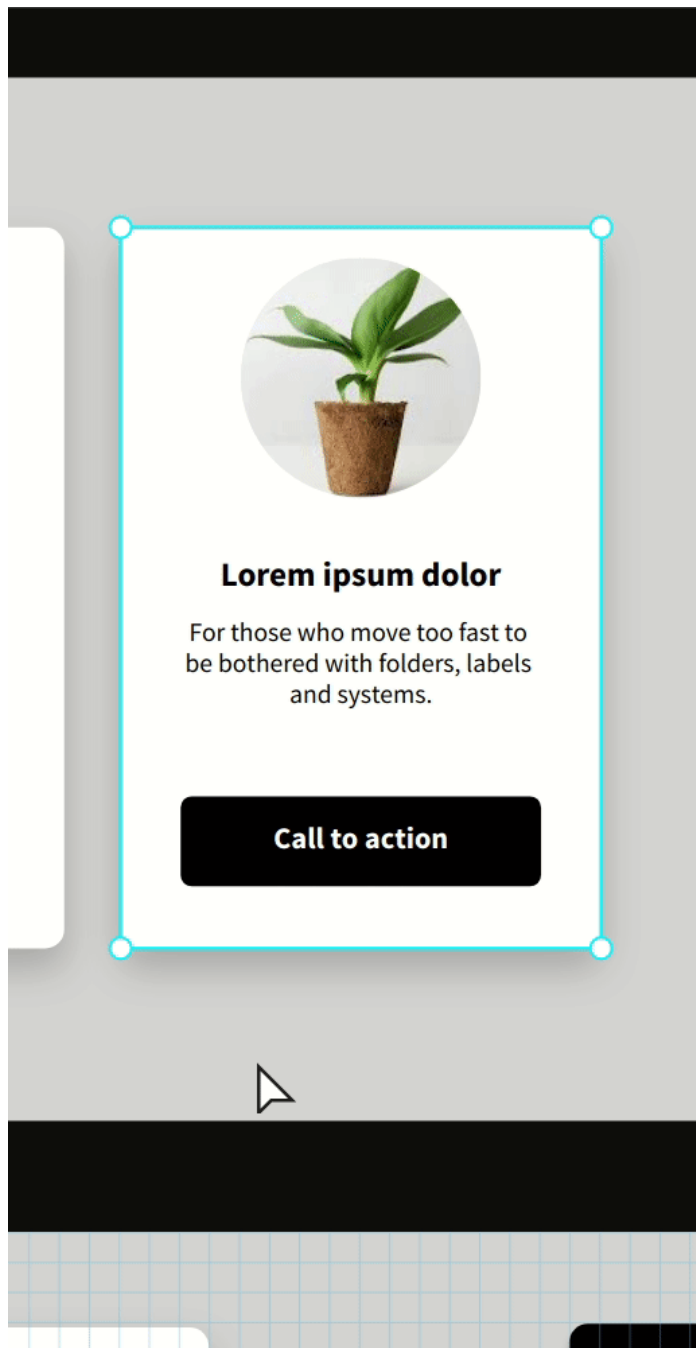 Lorem ipsum dolor
For those who move too fast to
be bothered with folders, labels
and systems.
Call to action